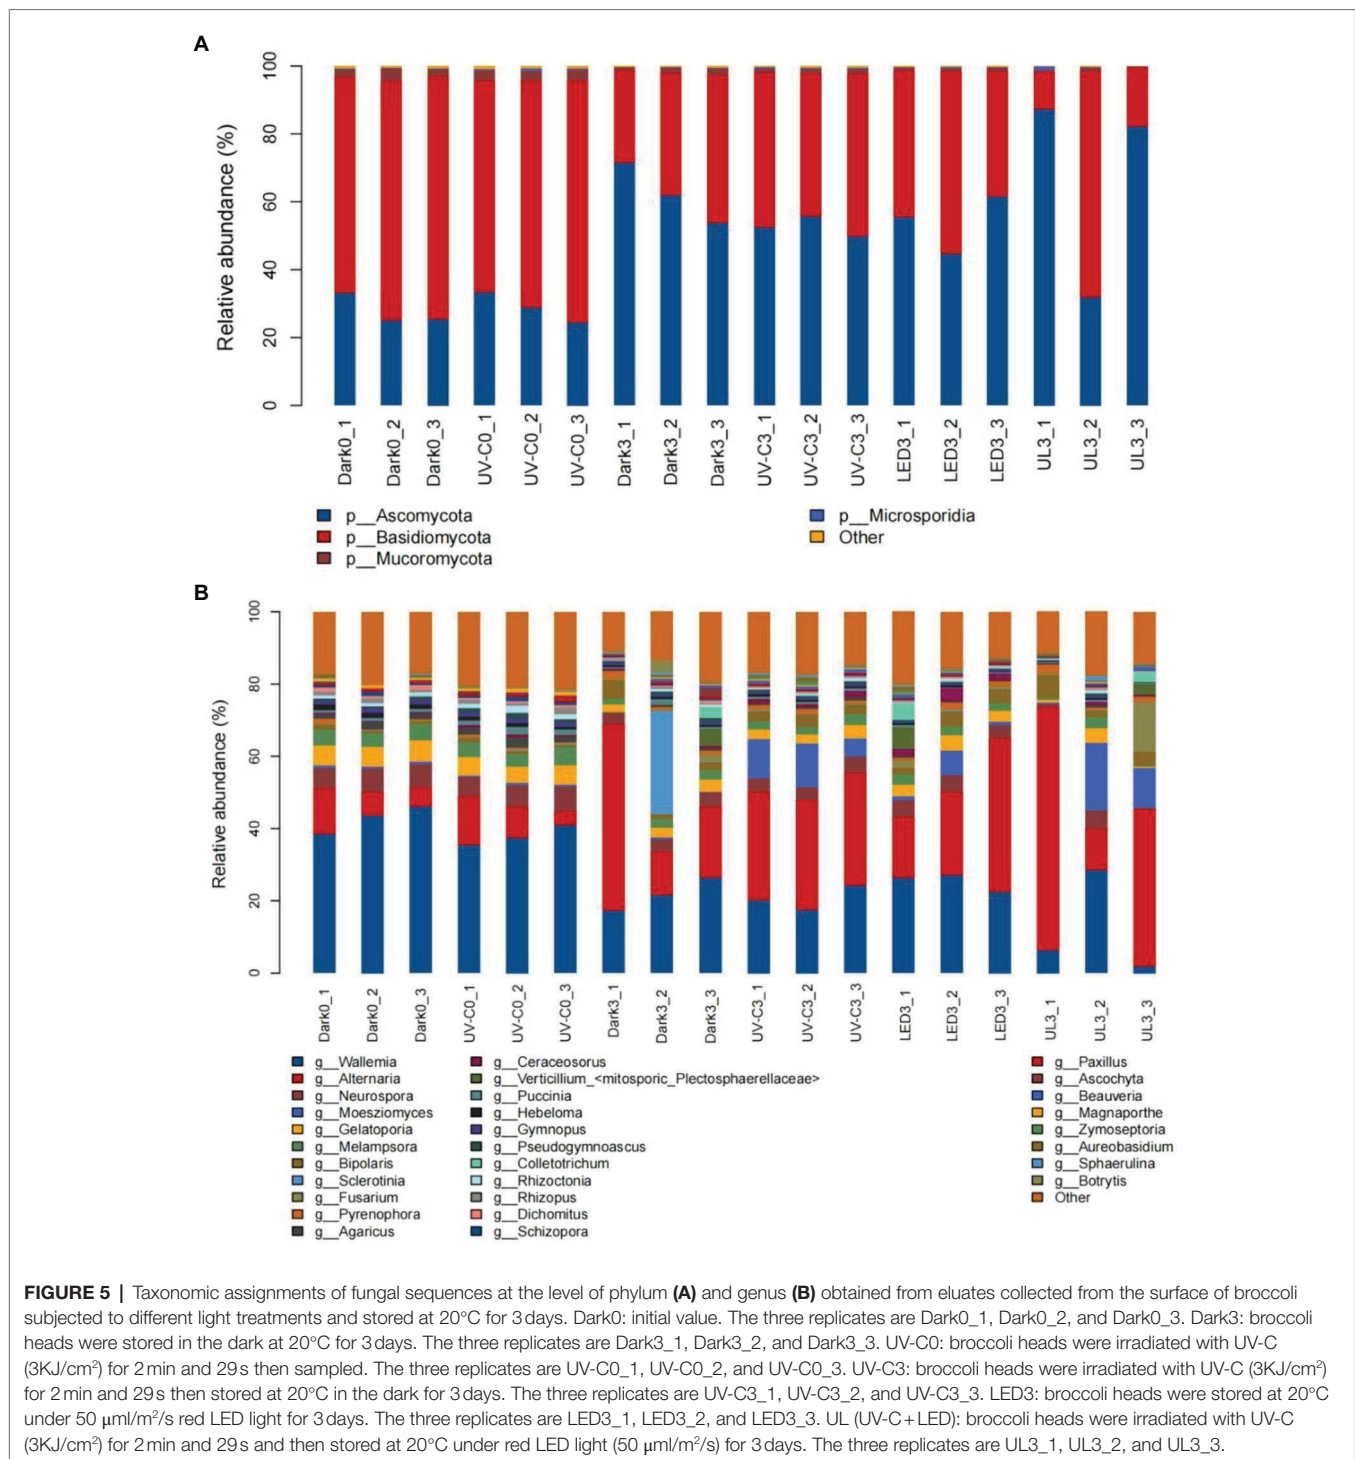 A
Relative abundance (%)
100
80
60
40
20
0
Dark0_1
Dark0_2
Dark0_3
UV-C0_1
UV-C0_2
UV-C0_3
Dark3_1
Dark3_2
Dark3_3
UV-C3_1
UV-C3_2
UV-C3_3
LED3_1
LED3_2
LED3_3
UL3_1
UL3_2
UL3_3
p__Ascomycota
p__Basidiomycota
p__Mucoromycota
p__Microsporidia
Other
B
Relative abundance (%)
100
80
60
40
20
0
Dark0_1
Dark0_2
Dark0_3
UV-C0_1
UV-C0_2
UV-C0_3
Dark3_1
Dark3_2
Dark3_3
UV-C3_1
UV-C3_2
UV-C3_3
LED3_1
LED3_2
LED3_3
UL3_1
UL3_2
UL3_3
g__Wallemia
g__Alternaria
g__Neurospora
g__Moesziomyces
g__Gelatoporia
g__Melampsora
g__Bipolaris
g__Sclerotinia
g__Fusarium
g__Pyrenophora
g__Agaricus
g__Ceraceosorus
g__Verticillium_<mitosporic_Plectosphaerellaceae>
g__Puccinia
g__Hebeloma
g__Gymnopus
g__Pseudogymnoascus
g__Colletotrichum
g__Rhizoctonia
g__Rhizopus
g__Dichomitus
g__Schizopora
g__Paxillus
g__Ascochyta
g__Beauveria
g__Magnaporthe
g__Zymoseptoria
g__Aureobasidium
g__Sphaerulina
g__Botrytis
Other
FIGURE 5 | Taxonomic assignments of fungal sequences at the level of phylum (A) and genus (B) obtained from eluates collected from the surface of broccoli
subjected to different light treatments and stored at 20°C for 3 days. Dark0: initial value. The three replicates are Dark0_1, Dark0_2, and Dark0_3. Dark3: broccoli
heads were stored in the dark at 20°C for 3 days. The three replicates are Dark3_1, Dark3_2, and Dark3_3. UV-C0: broccoli heads were irradiated with UV-C
(3KJ/cm²) for 2 min and 29 s then sampled. The three replicates are UV-C0_1, UV-C0_2, and UV-C0_3. UV-C3: broccoli heads were irradiated with UV-C (3KJ/cm²)
for 2 min and 29 s then stored at 20°C in the dark for 3 days. The three replicates are UV-C3_1, UV-C3_2, and UV-C3_3. LED3: broccoli heads were stored at 20°C
under 50 μml/m²/s red LED light for 3 days. The three replicates are LED3_1, LED3_2, and LED3_3. UL (UV-C + LED): broccoli heads were irradiated with UV-C
(3KJ/cm²) for 2 min and 29 s and then stored at 20°C under red LED light (50 μml/m²/s) for 3 days. The three replicates are UL3_1, UL3_2, and UL3_3.